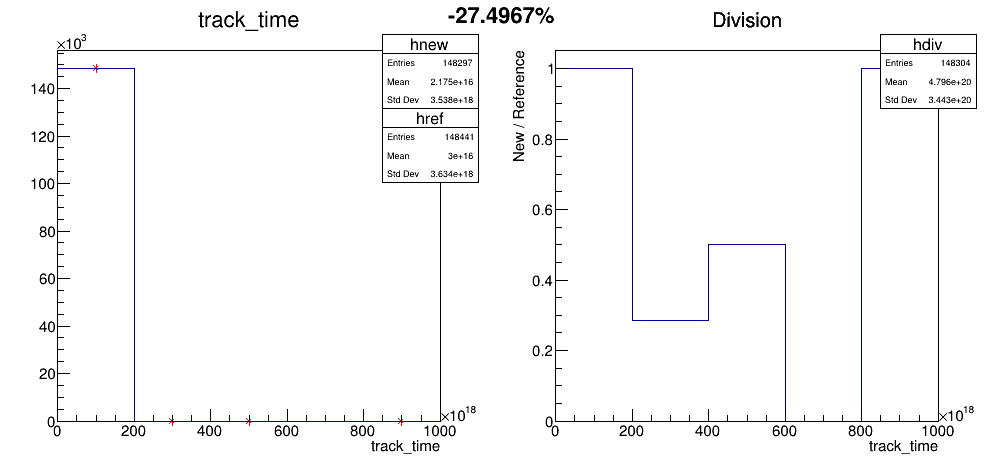 -27.4967%
track_time
×10³
hnew
Entries 148297
Mean 2.175e+16
Std Dev 3.538e+18
href
Entries 148441
Mean 3e+16
Std Dev 3.634e+18
140
120
100
80
60
40
20
0
0 200 400 600 800 1000
×10¹⁸
track_time
Division
New / Reference
hdiv
Entries 148304
Mean 4.796e+20
Std Dev 3.443e+20
1
0.8
0.6
0.4
0.2
0
0 200 400 600 800 1000
×10¹⁸
track_time